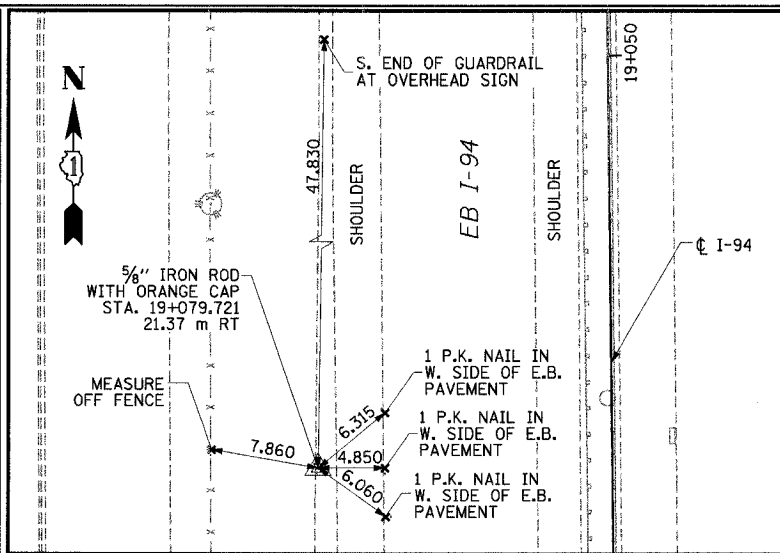 S. END OF GUARDRAIL
AT OVERHEAD SIGN
19+050
N
1
47.830
SHOULDER
EB I-94
SHOULDER
℄ I-94
5/8" IRON ROD
WITH ORANGE CAP
STA. 19+079.721
21.37 m RT
MEASURE
OFF FENCE
7.860
6.315
4.850
6.060
1 P.K. NAIL IN
W. SIDE OF E.B.
PAVEMENT
1 P.K. NAIL IN
W. SIDE OF E.B.
PAVEMENT
1 P.K. NAIL IN
W. SIDE OF E.B.
PAVEMENT